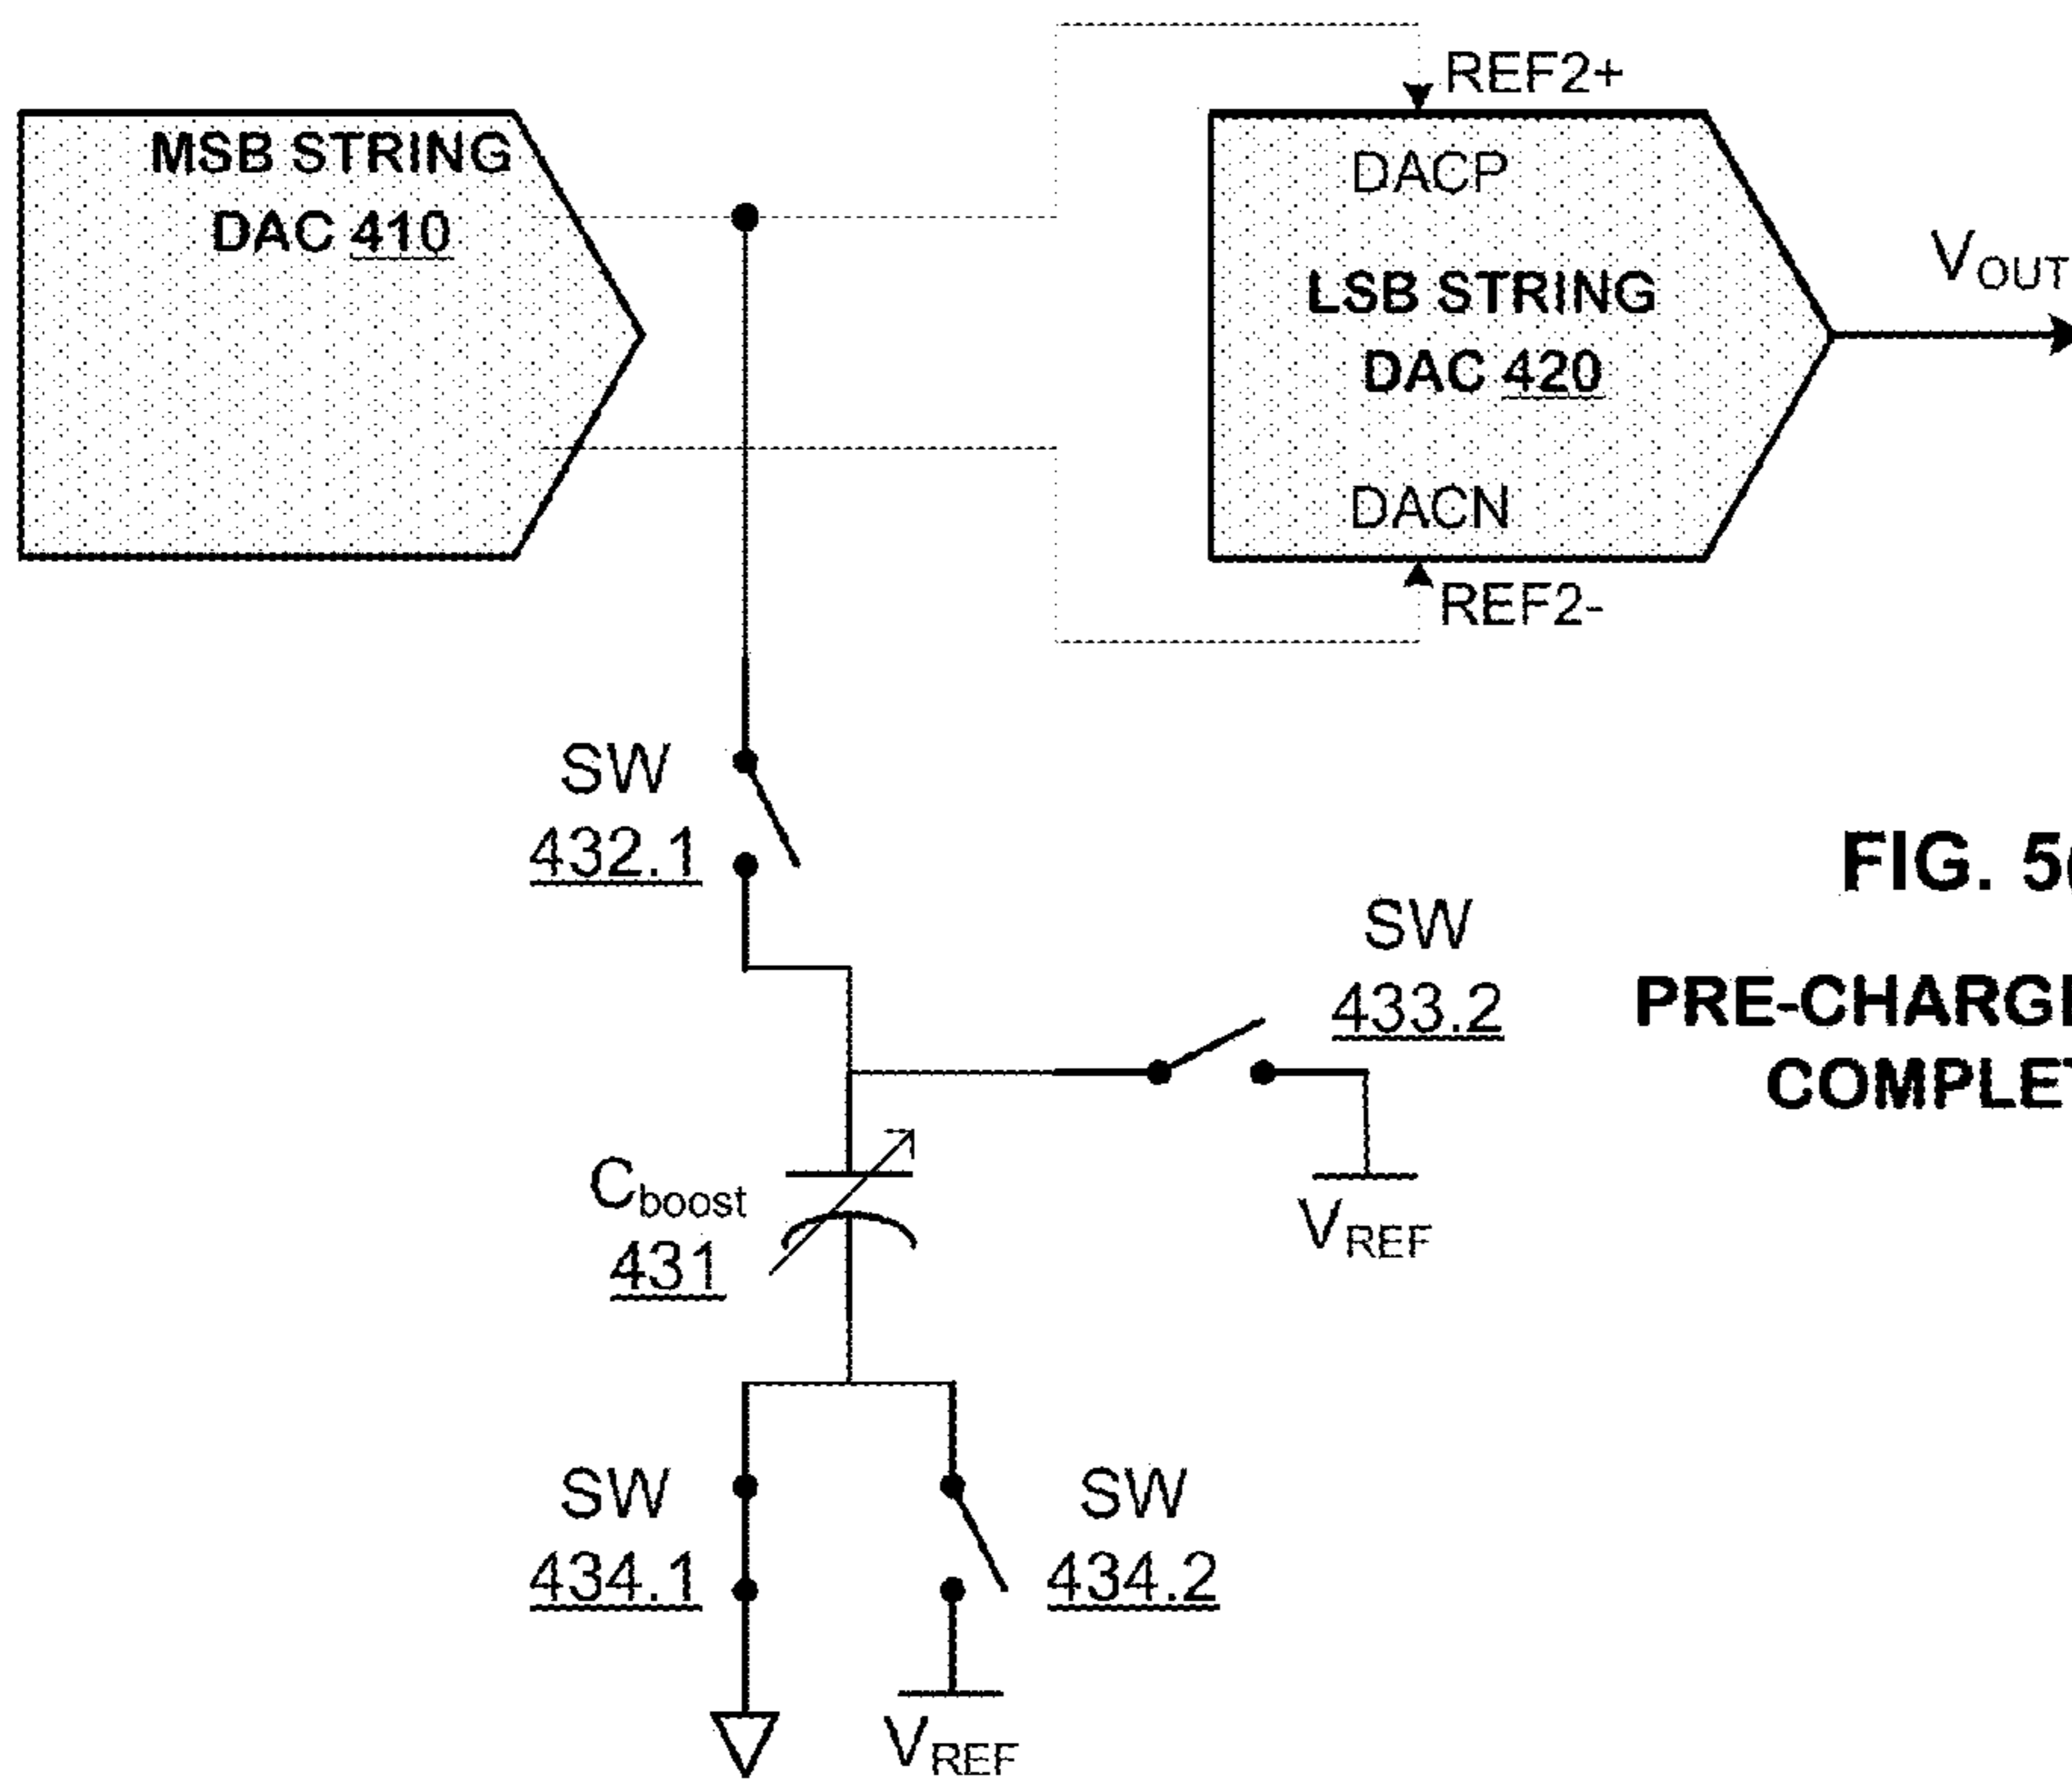 REF2+
MSB STRING
DAC 410
DACP
LSB STRING
DAC 420
VOUT
DACN
REF2-
SW
432.1
FIG.
SW
433.2
Cboost
431
VREF
SW
434.1
SW
434.2
VREF